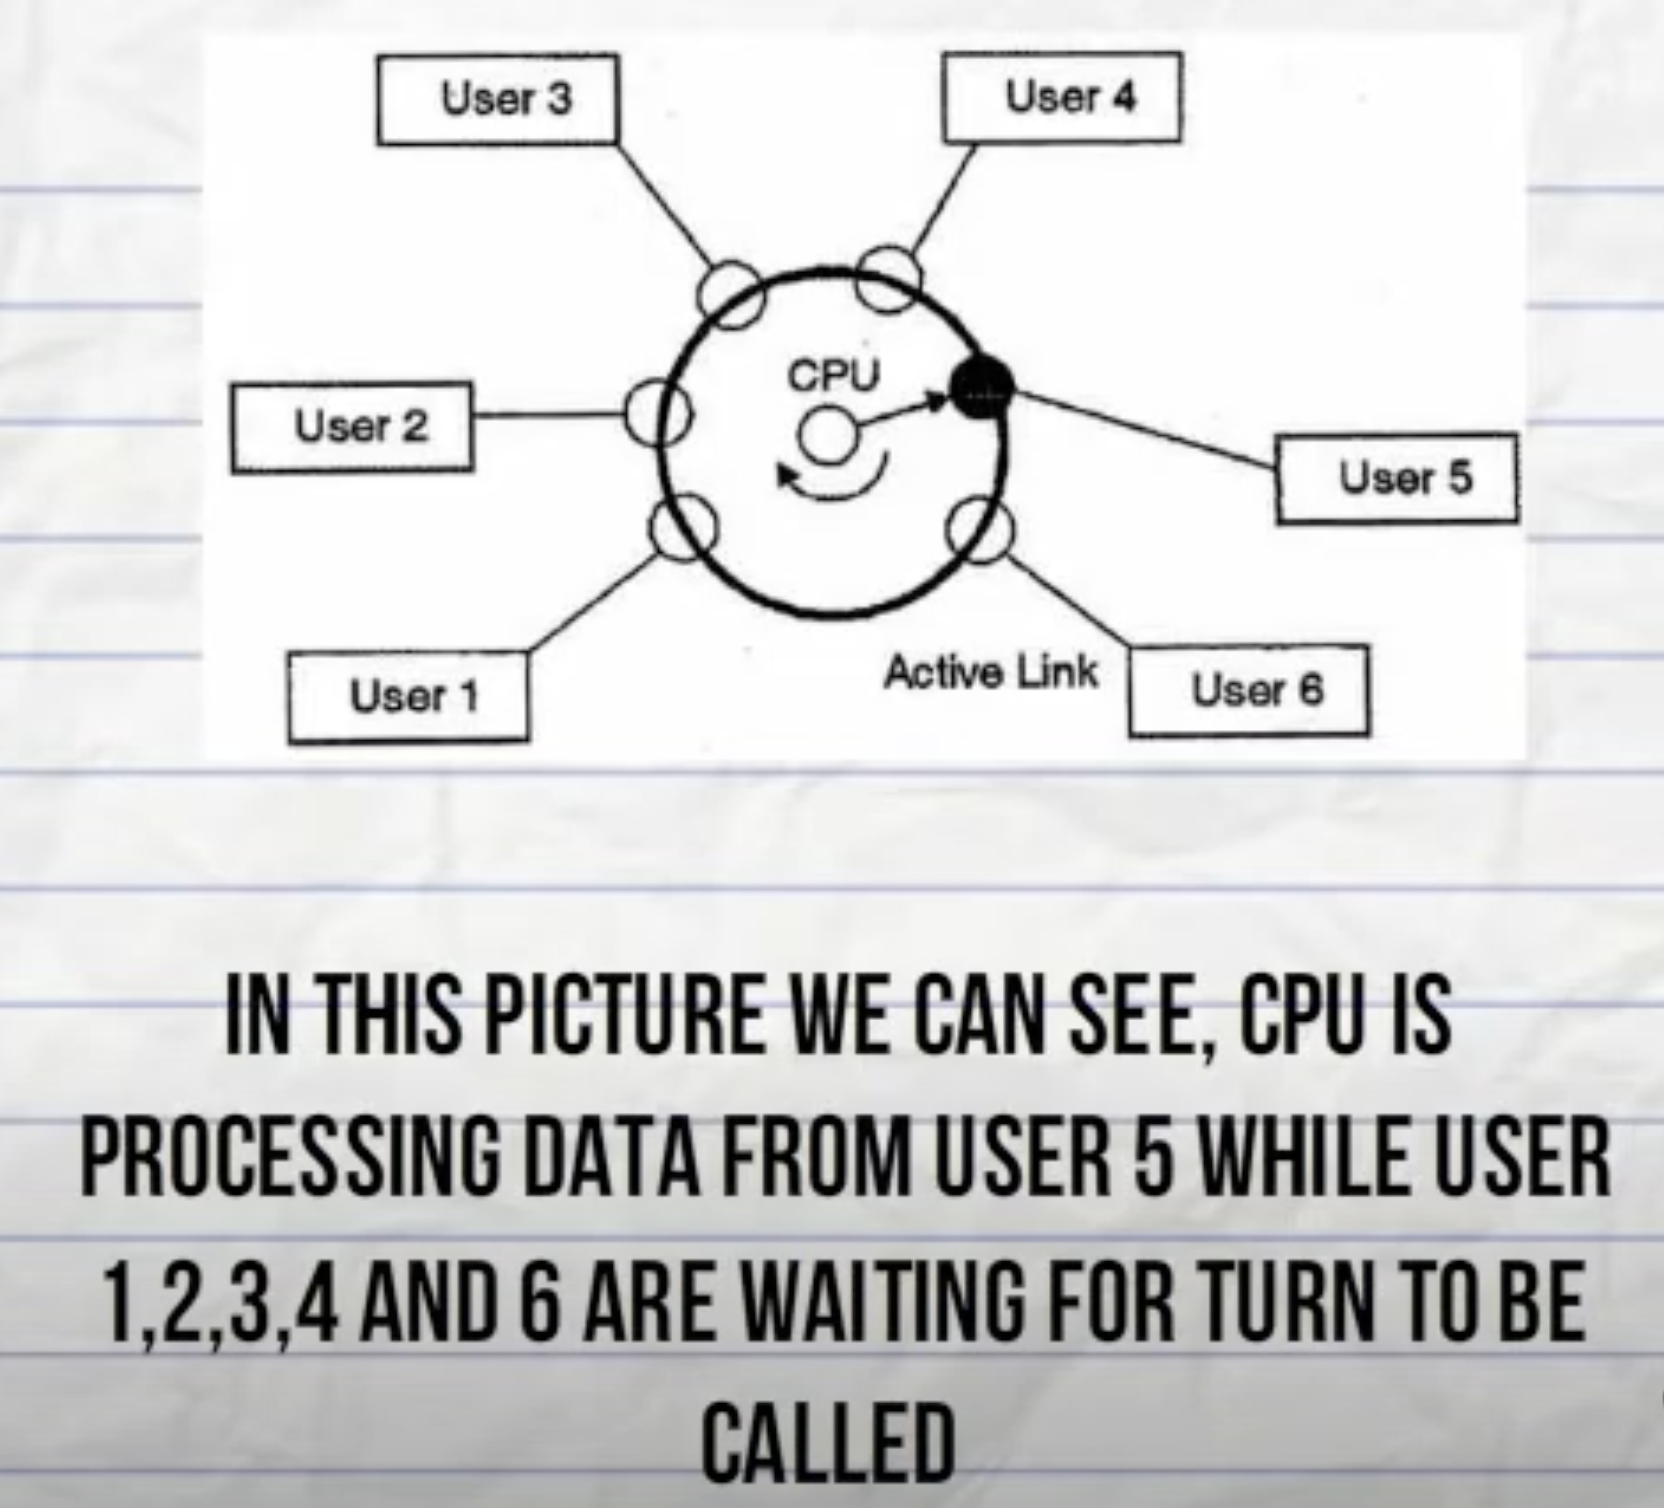 User 3
User 4
CPU
User 2
User 5
Active Link
User 1
User 6
IN THIS PICTURE WE CAN SEE, CPU IS
PROCESSING DATA FROM USER 5 WHILE USER
1,2,3,4 AND 6 ARE WAITING FOR TURN TO BE
CALLED